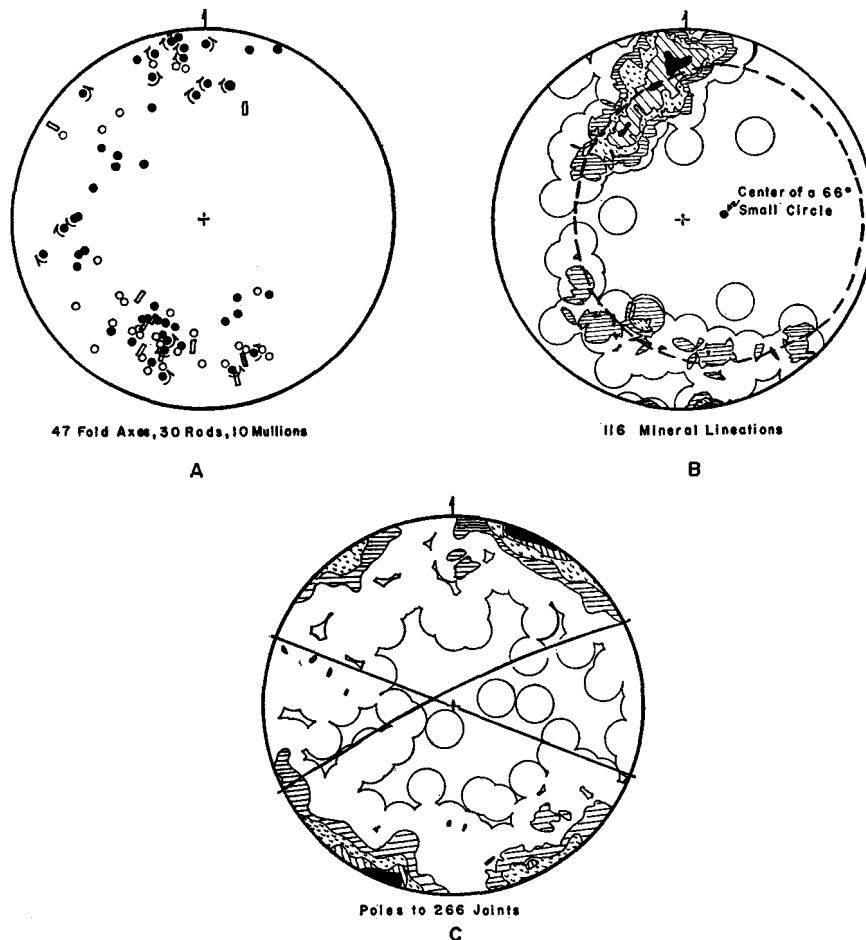 47 Fold Axes, 30 Rods, 10 Mullions
A
Center of a 66°
Small Circle
116 Mineral Lineations
B
Poles to 266 Joints
C